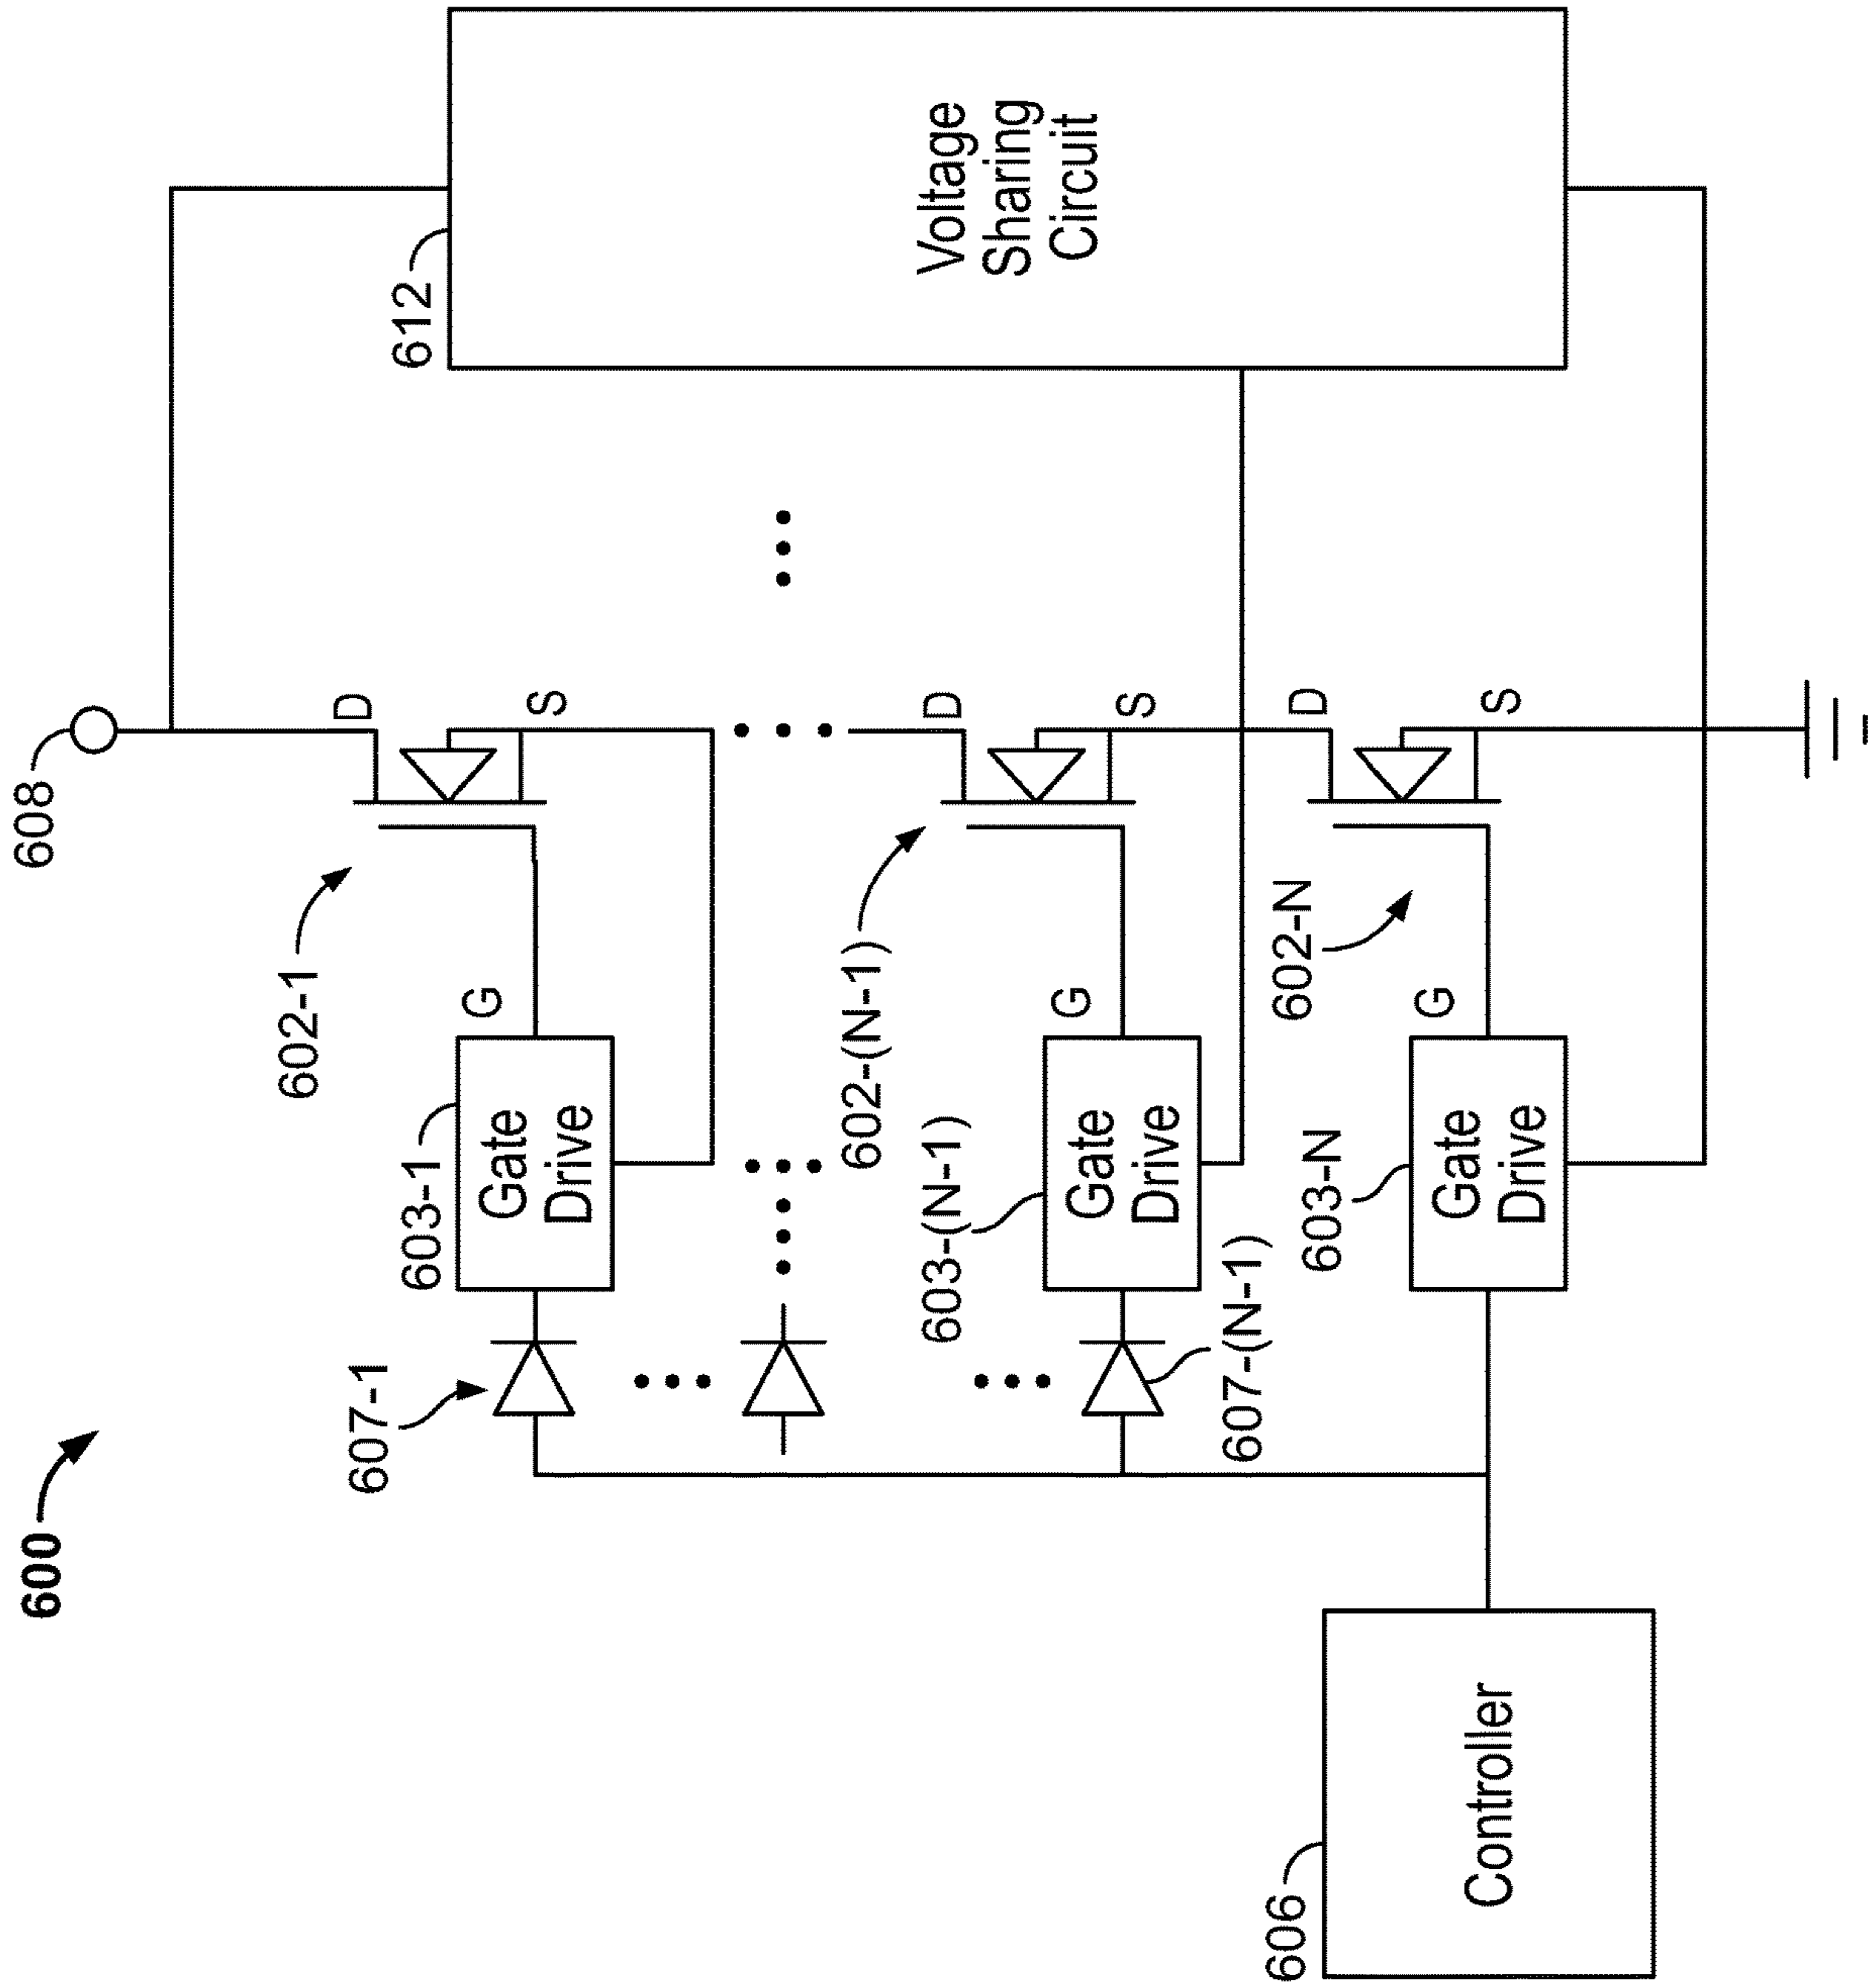 600
608
612
Voltage
Sharing
Circuit
D
S
602-1
G
603-1
Gate
Drive
607-1
D
S
602-(N-1)
G
603-(N-1)
Gate
Drive
607-(N-1)
D
S
602-N
G
603-N
Gate
Drive
606
Controller